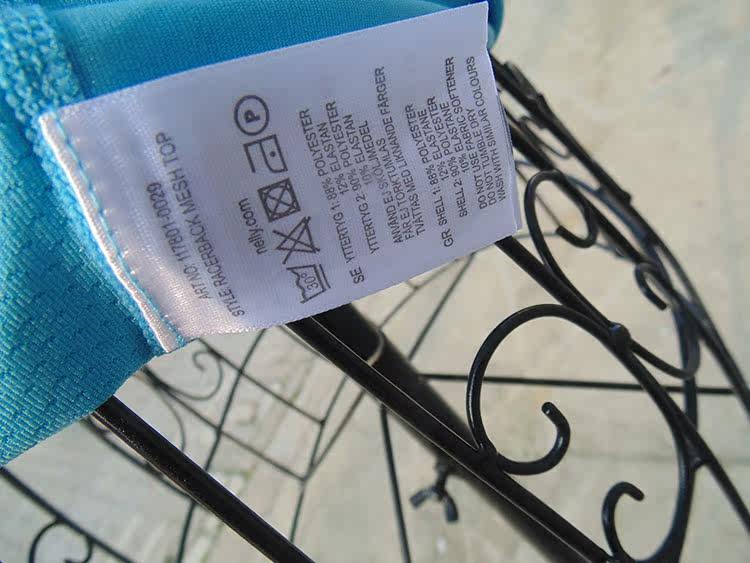 ART.NO 117801-0029
STYLE RACERBACK MESH TOP
nelly.com
30°
P
SE YTTERTYG 1: 88% POLYESTER
12% ELASTAN
YTTERTYG 2: 90% POLYESTER
10% ELASTAN
ANVÄND EJ SKÖLJMEDEL
FÅR EJ TORKTUMLAS
TVÄTTAS MED LIKNANDE FÄRGER
GR SHELL 1: 88% POLYESTER
12% ELASTANE
SHELL 2: 90% POLYESTER
10% ELASTANE
DO NOT USE FABRIC SOFTENER
DO NOT TUMBLE DRY
WASH WITH SIMILAR COLOURS